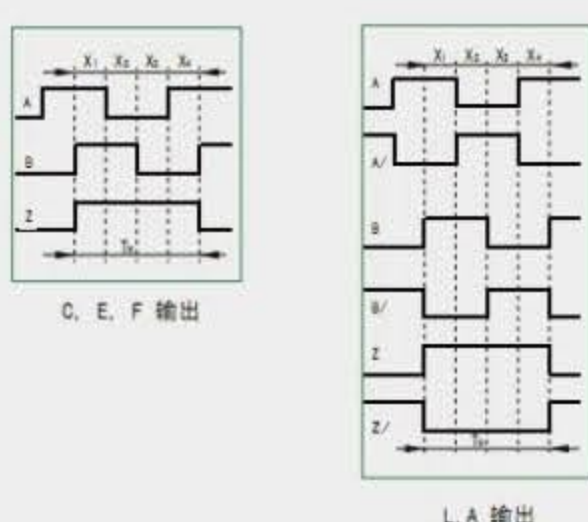 X₁ X₂ X₃ X₄
A
B
Z
C. E. F 输出
X₁ X₂ X₃ X₄
A
A/
B
B/
Z
Z/
L.A 输出